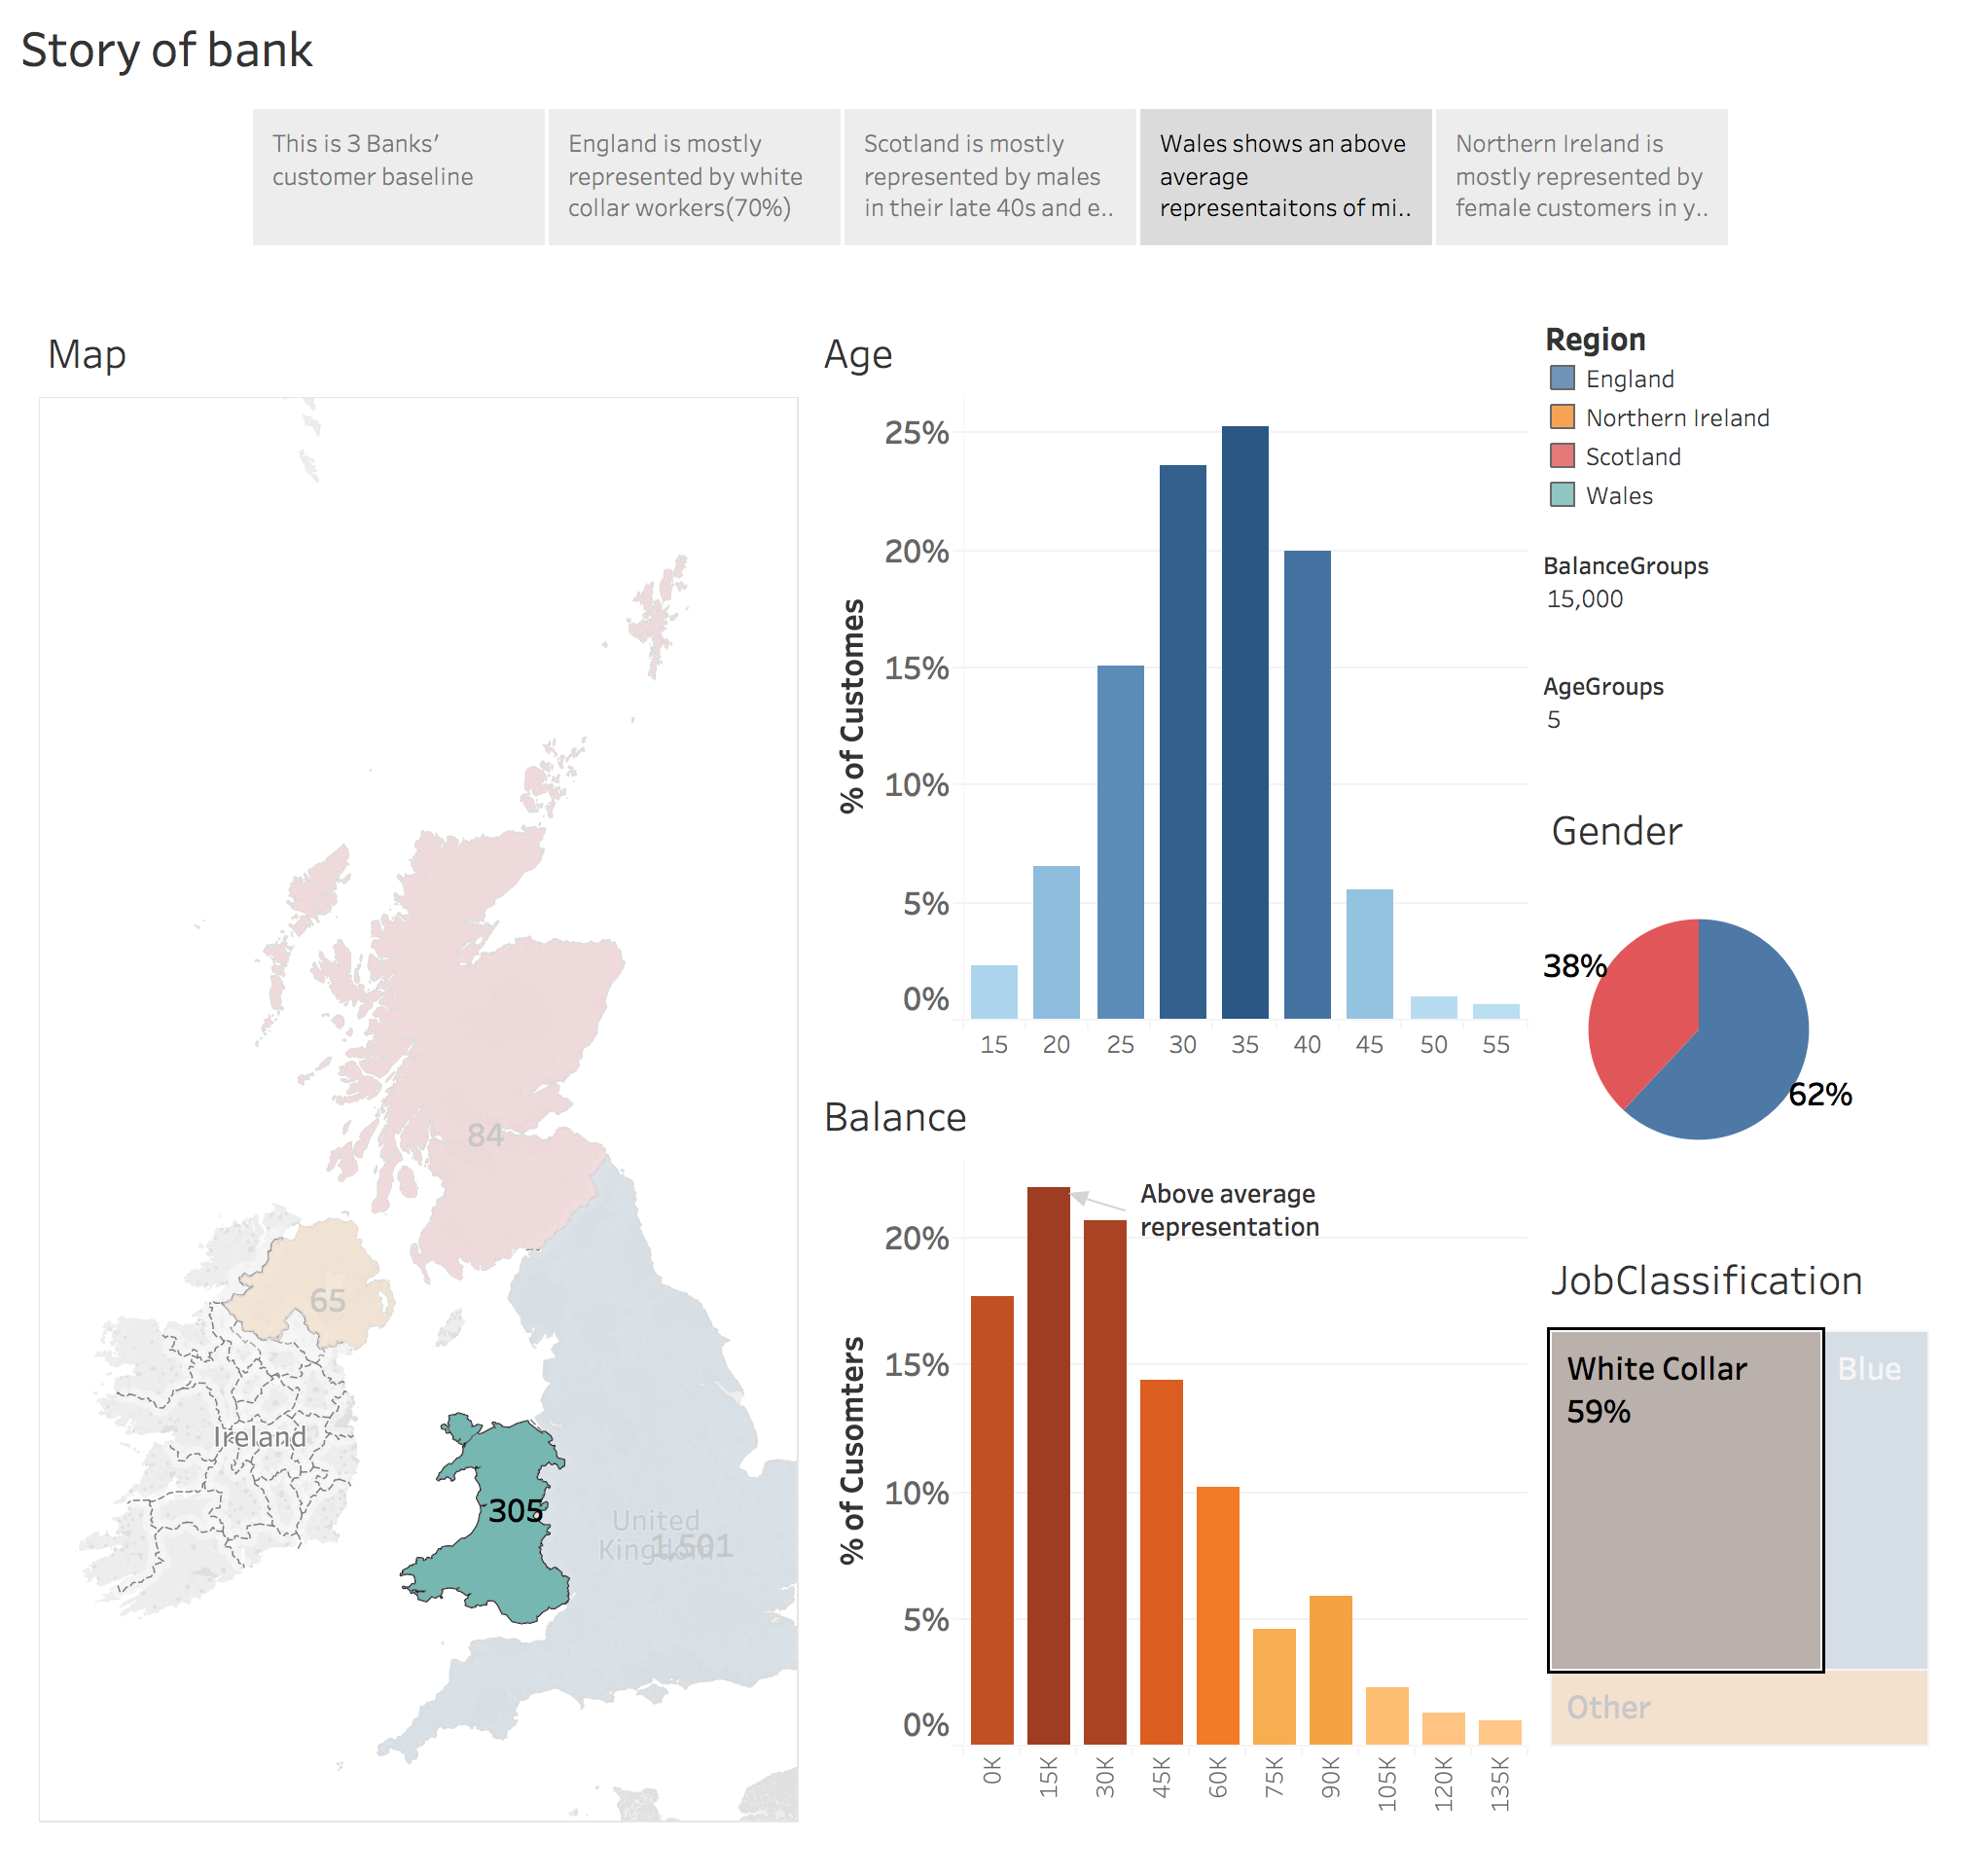 Story of bank
This is 3 Banks'
customer baseline
England is mostly
represented by white
collar workers(70%)
Scotland is mostly
represented by males
in their late 40s and e..
Wales shows an above
average
representaitons of mi..
Northern Ireland is
mostly represented by
female customers in y..
Map
84
65
Ireland
305
United
Kingdom
1,501
Age
% of Customes
25%
20%
15%
10%
5%
0%
15 20 25 30 35 40 45 50 55
Balance
% of Cusomters
20%
15%
10%
5%
0%
Above average
representation
0K 15K 30K 45K 60K 75K 90K 105K 120K 135K
Region
England
Northern Ireland
Scotland
Wales
BalanceGroups
15,000
AgeGroups
5
Gender
38%
62%
JobClassification
White Collar
59%
Blue
Other